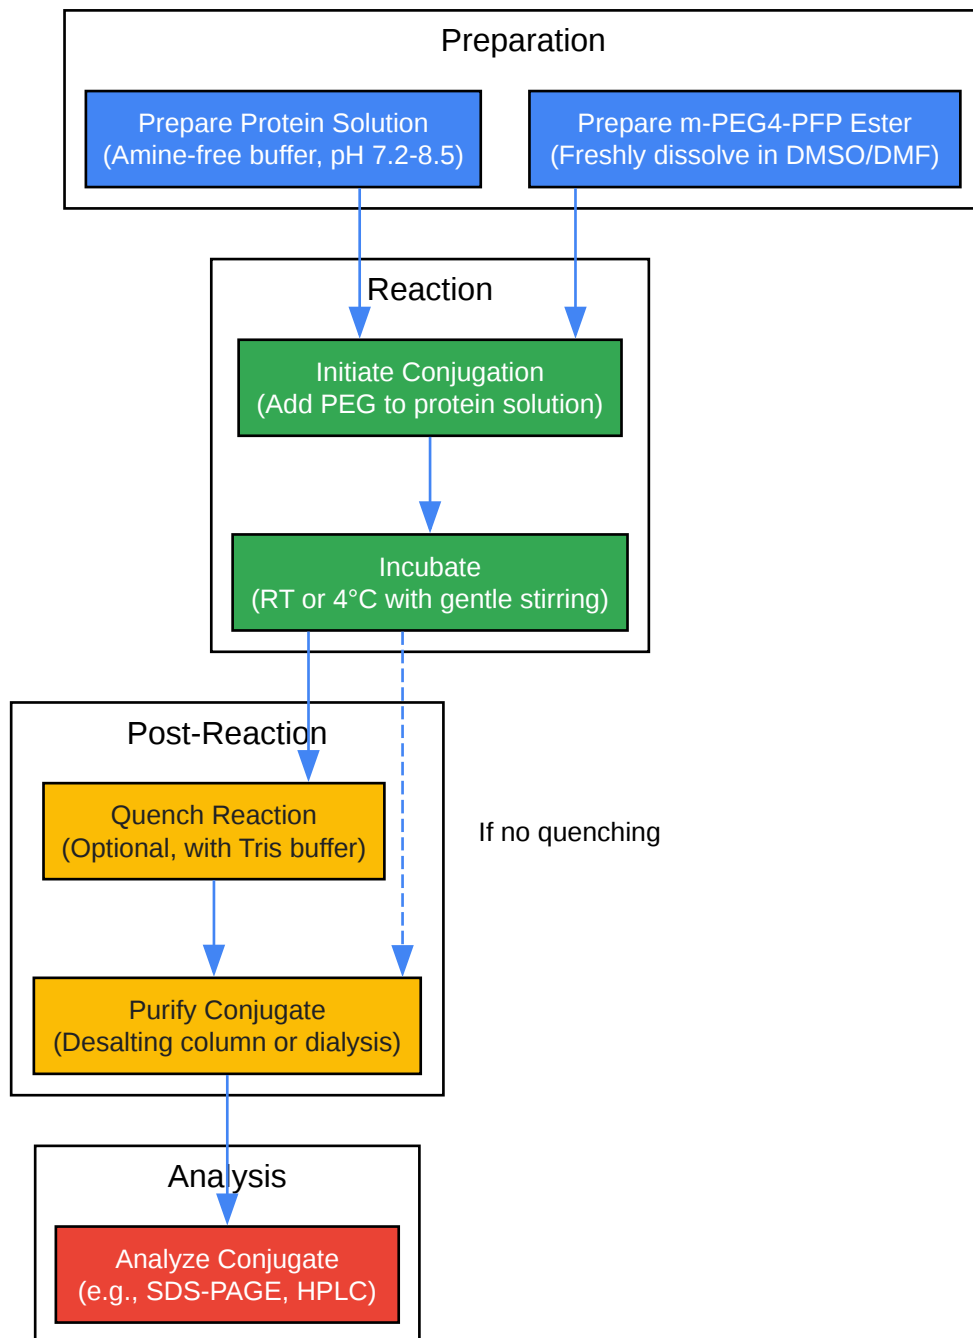 Preparation
Prepare Protein Solution
(Amine-free buffer, pH 7.2-8.5)
Prepare m-PEG4-PFP Ester
(Freshly dissolve in DMSO/DMF)
Reaction
Initiate Conjugation
(Add PEG to protein solution)
Incubate
(RT or 4°C with gentle stirring)
Post-Reaction
Quench Reaction
(Optional, with Tris buffer)
If no quenching
Purify Conjugate
(Desalting column or dialysis)
Analysis
Analyze Conjugate
(e.g., SDS-PAGE, HPLC)